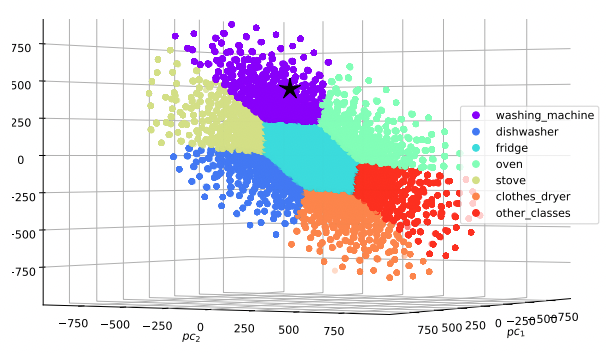 750
500
250
0
-250
-500
-750
washing_machine
dishwasher
fridge
oven
stove
clothes_dryer
other_classes
-750 -500 -250 0 250 500 750
pc2
750 500 250 0 -250 -500 -750
pc1